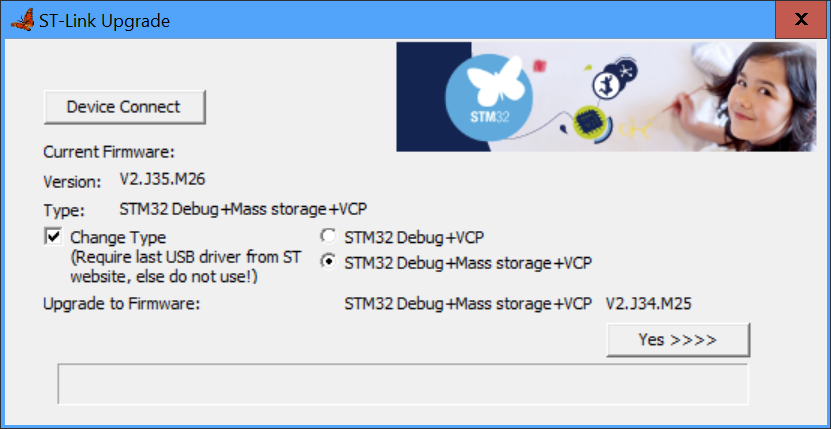 ST-Link Upgrade
X
STM32
Device Connect
Current Firmware:
Version: V2.J35.M26
Type: STM32 Debug+Mass storage+VCP
Change Type
(Require last USB driver from ST
website, else do not use!)
STM32 Debug+VCP
STM32 Debug+Mass storage+VCP
Upgrade to Firmware: STM32 Debug+Mass storage+VCP V2.J34.M25
Yes >>>>